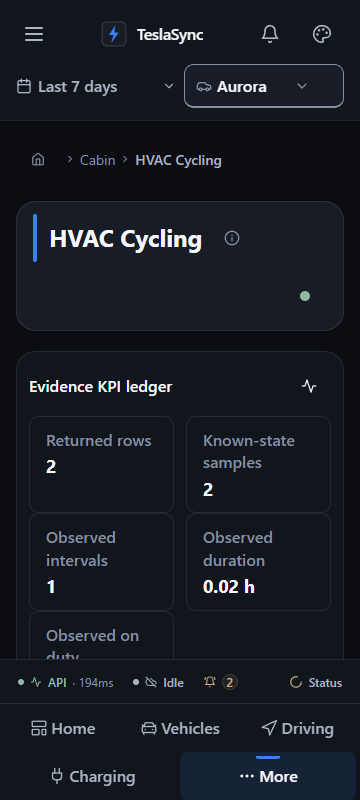 TeslaSync
Last 7 days
Aurora
Cabin
HVAC Cycling
HVAC Cycling
Evidence KPI ledger
Returned rows
2
Known-state
samples
2
Observed
intervals
1
Observed
duration
0.02 h
Observed on
duty
API · 194ms
Idle
2
Status
Home
Vehicles
Driving
Charging
More